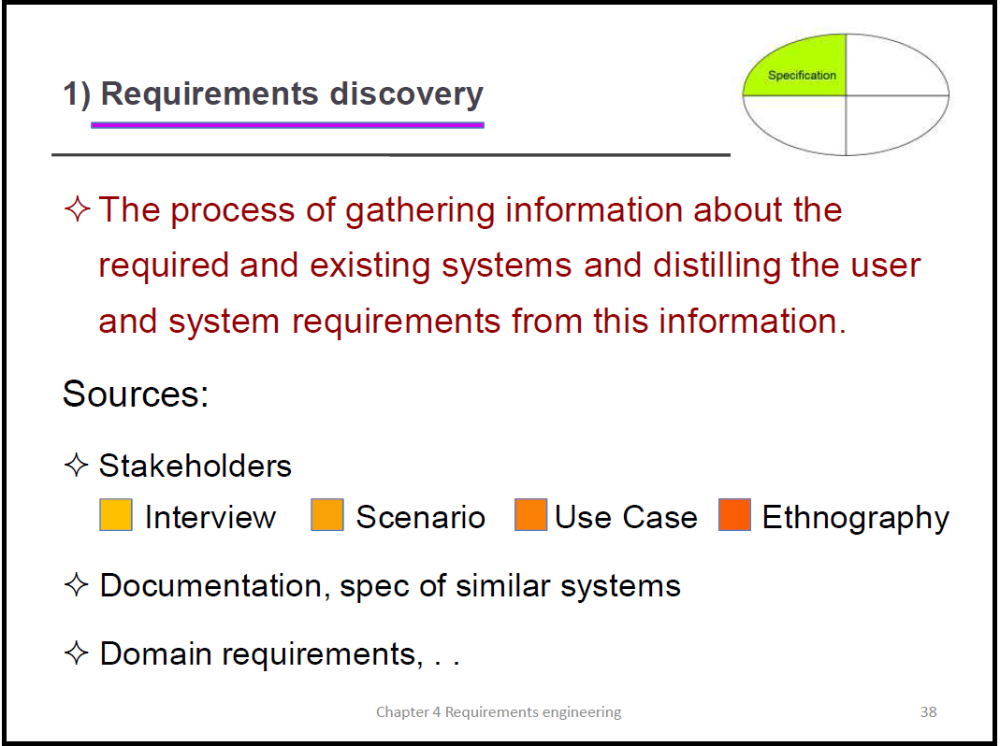 1) Requirements discovery
Specification
✧ The process of gathering information about the
required and existing systems and distilling the user
and system requirements from this information.
Sources:
✧ Stakeholders
Interview Scenario Use Case Ethnography
✧ Documentation, spec of similar systems
✧ Domain requirements, . .
Chapter 4 Requirements engineering 38